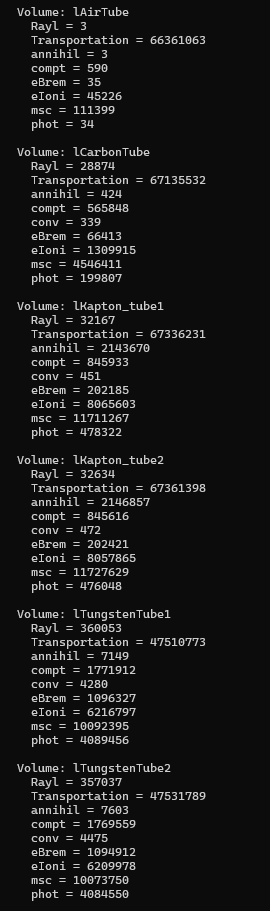 Volume: lAirTube
Rayl = 3
Transportation = 66361063
annihil = 3
compt = 590
eBrem = 35
eIoni = 45226
msc = 111399
phot = 34
Volume: lCarbonTube
Rayl = 28874
Transportation = 67135532
annihil = 424
compt = 565848
conv = 339
eBrem = 66413
eIoni = 1309915
msc = 4546411
phot = 199807
Volume: lKapton_tube1
Rayl = 32167
Transportation = 67336231
annihil = 2143670
compt = 845933
conv = 451
eBrem = 202185
eIoni = 8065603
msc = 11711267
phot = 478322
Volume: lKapton_tube2
Rayl = 32634
Transportation = 67361398
annihil = 2146857
compt = 845616
conv = 472
eBrem = 202421
eIoni = 8057865
msc = 11727629
phot = 476048
Volume: lTungstenTube1
Rayl = 360053
Transportation = 47510773
annihil = 7149
compt = 1771912
conv = 4280
eBrem = 1096327
eIoni = 6216797
msc = 10092395
phot = 4089456
Volume: lTungstenTube2
Rayl = 357037
Transportation = 47531789
annihil = 7603
compt = 1769559
conv = 4475
eBrem = 1094912
eIoni = 6209978
msc = 10073750
phot = 4084550